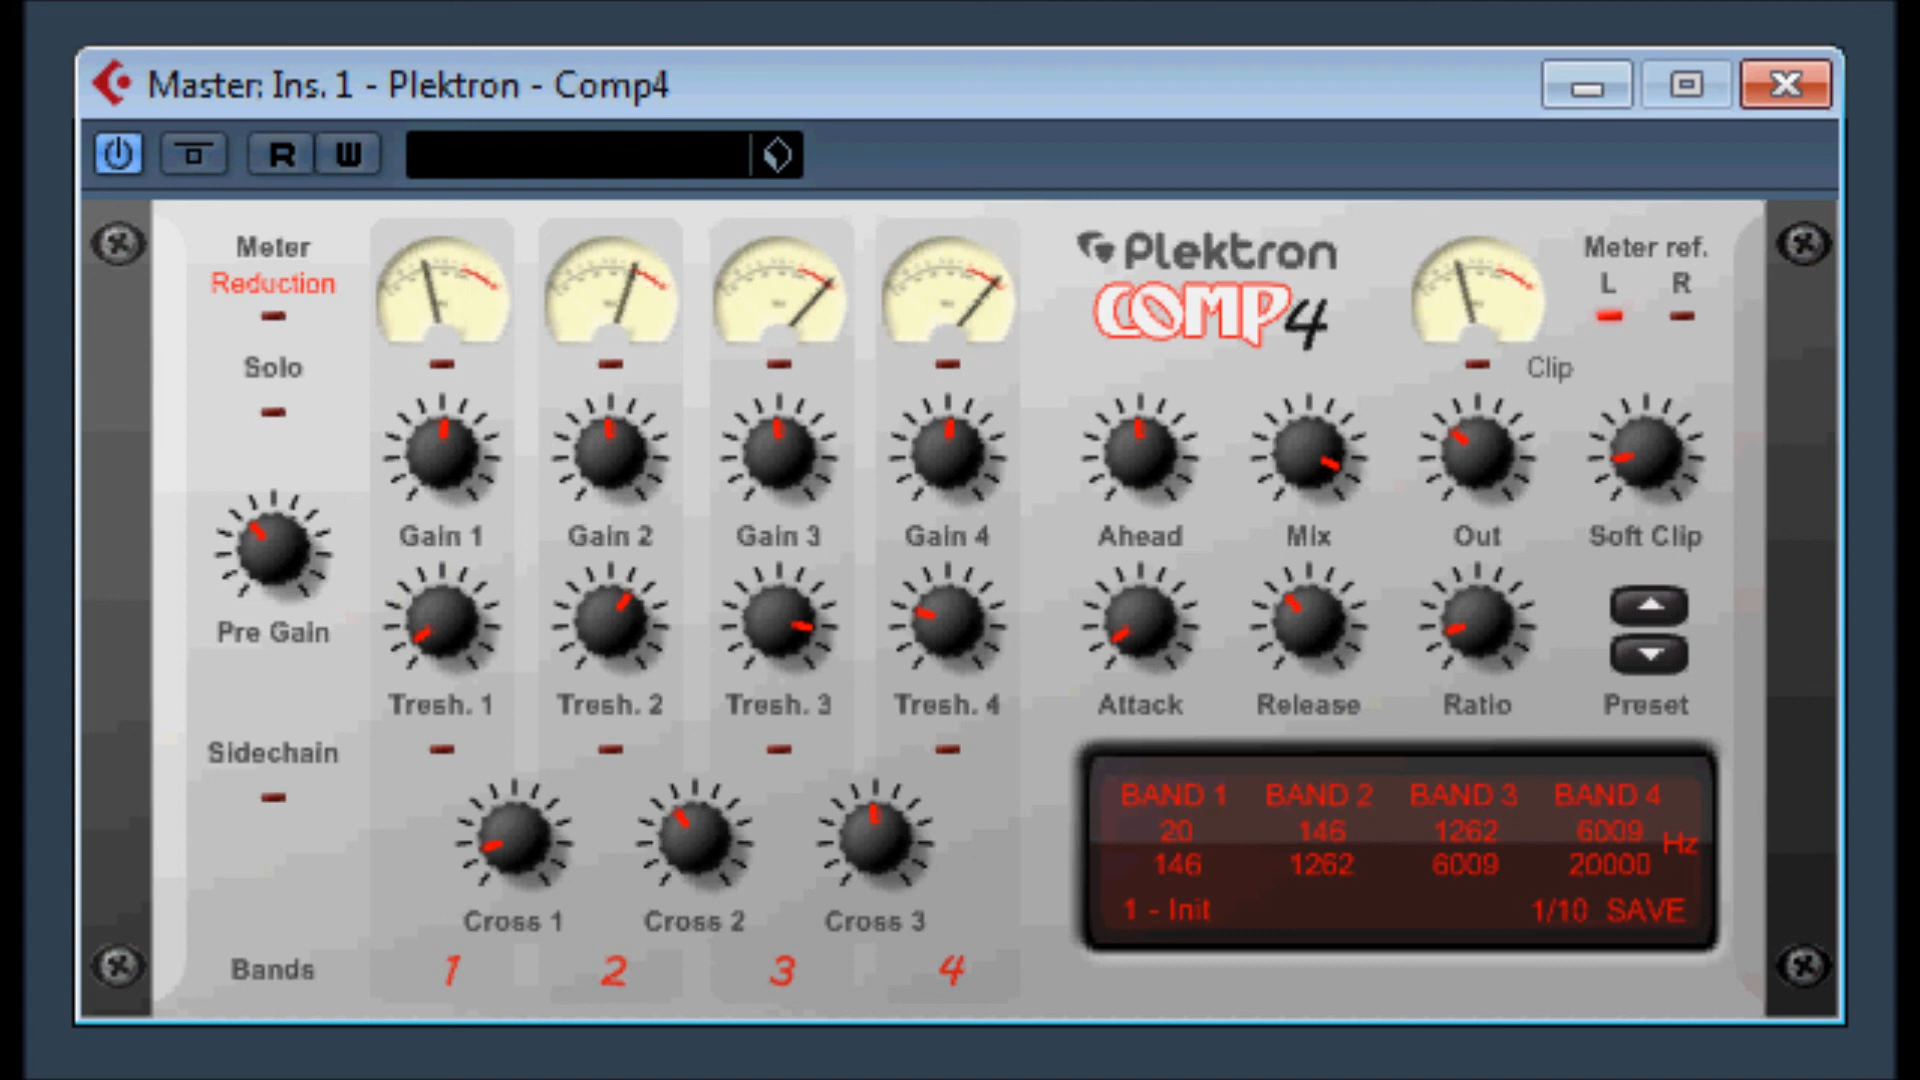 Master: Ins. 1 - Plektron - Comp4
R W
Meter
Reduction
Solo
Plektron
COMP4
Meter ref.
L R
Clip
Gain 1 Gain 2 Gain 3 Gain 4 Ahead Mix Out Soft Clip
Pre Gain
Tresh. 1 Tresh. 2 Tresh. 3 Tresh. 4 Attack Release Ratio Preset
Sidechain
BAND 1 BAND 2 BAND 3 BAND 4
20 146 1262 6009 Hz
146 1262 6009 20000
1 - Init 1/10 SAVE
Cross 1 Cross 2 Cross 3
Bands 1 2 3 4